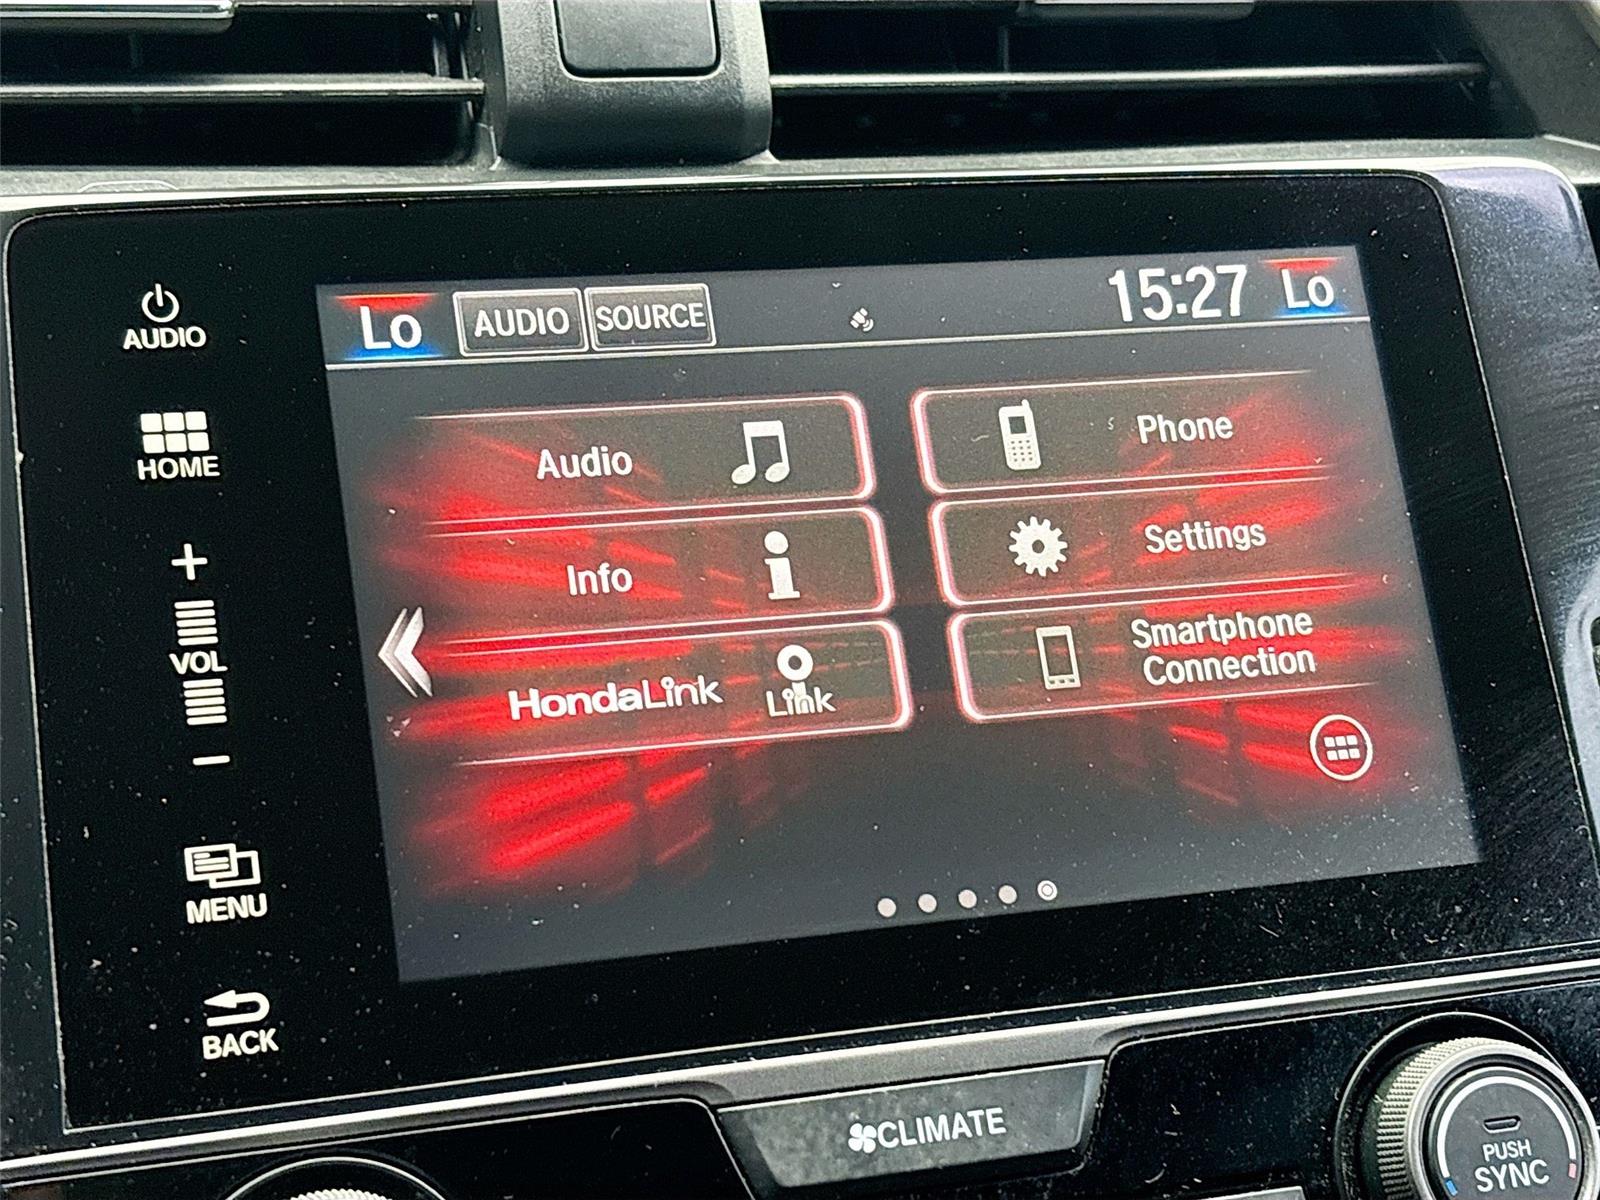 AUDIO
HOME
+
VOL
−
MENU
BACK
Lo AUDIO SOURCE 15:27 Lo
Audio
Phone
Info
Settings
HondaLink Link
Smartphone
Connection
CLIMATE
PUSH
SYNC